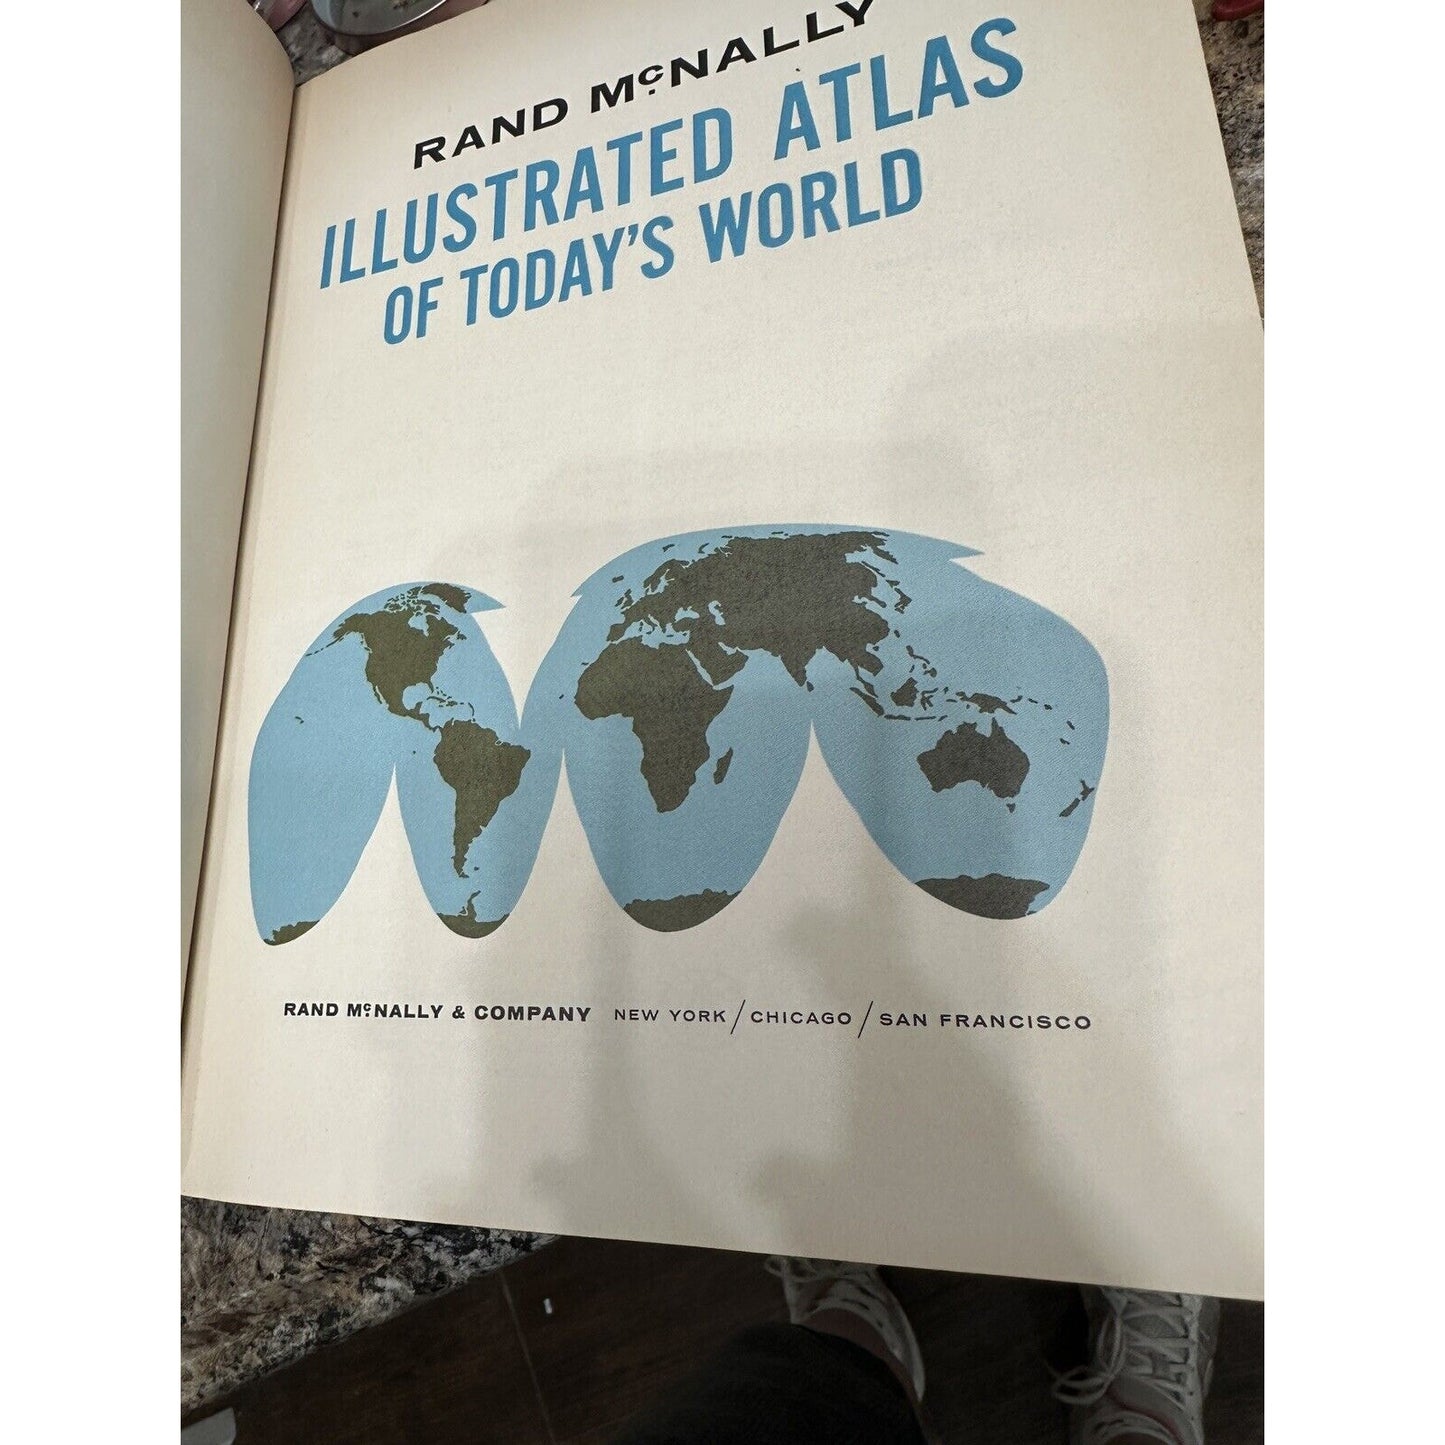 RAND McNALLY
ILLUSTRATED ATLAS
OF TODAY'S WORLD
RAND McNALLY & COMPANY NEW YORK / CHICAGO / SAN FRANCISCO